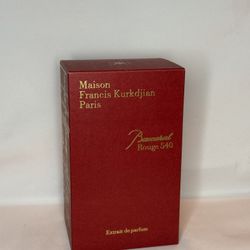 Maison
Francis Kurkdjian
Paris
Baccarat
Rouge 540
Extrait de parfum